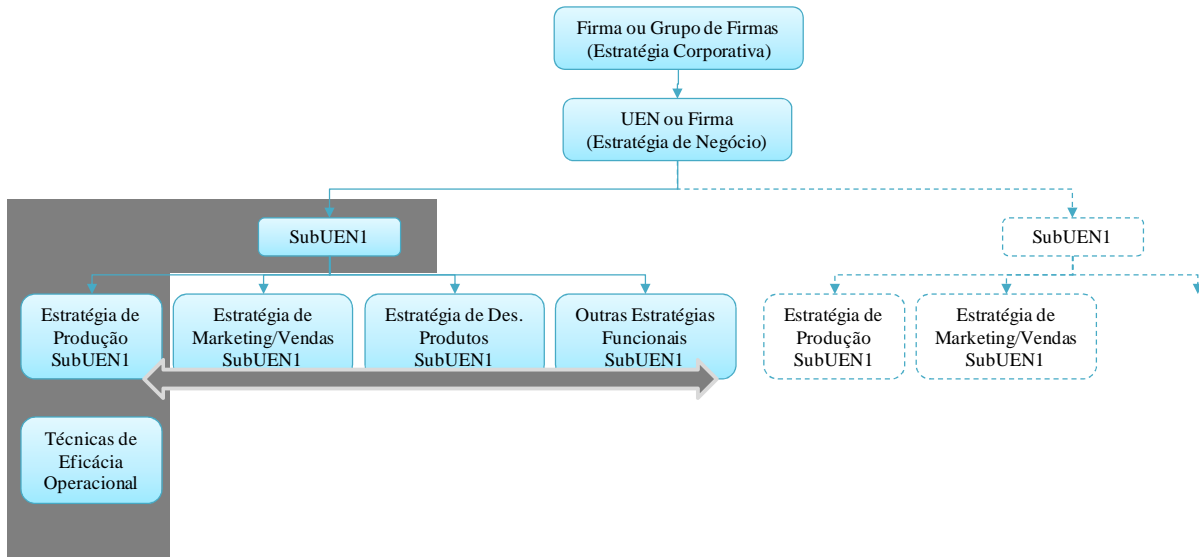 Firma ou Grupo de Firmas
(Estratégia Corporativa)
UEN ou Firma
(Estratégia de Negócio)
SubUEN1
SubUEN1
Estratégia de
Produção
SubUEN1
Estratégia de
Marketing/Vendas
SubUEN1
Estratégia de Des.
Produtos
SubUEN1
Outras Estratégias
Funcionais
SubUEN1
Estratégia de
Produção
SubUEN1
Estratégia de
Marketing/Vendas
SubUEN1
Técnicas de
Eficácia
Operacional